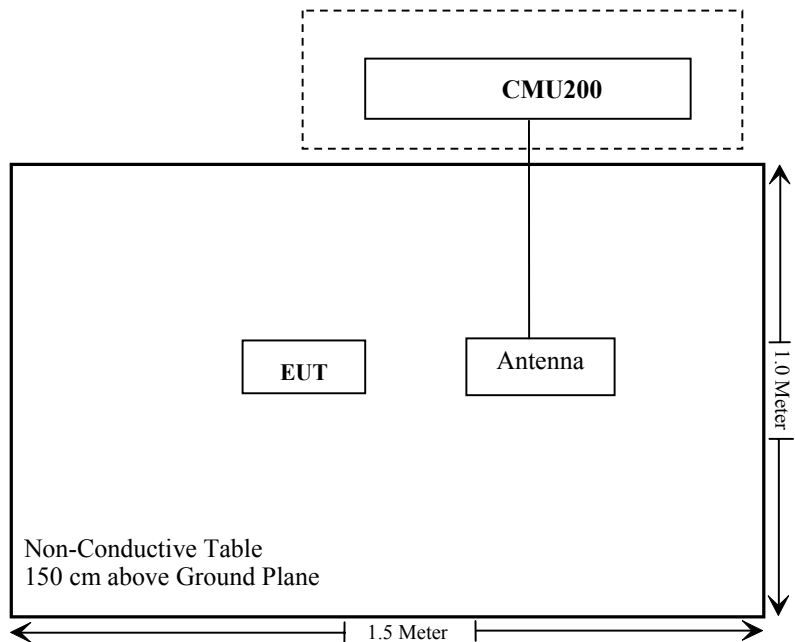 CMU200
EUT
Antenna
1.0 Meter
Non-Conductive Table
150 cm above Ground Plane
1.5 Meter